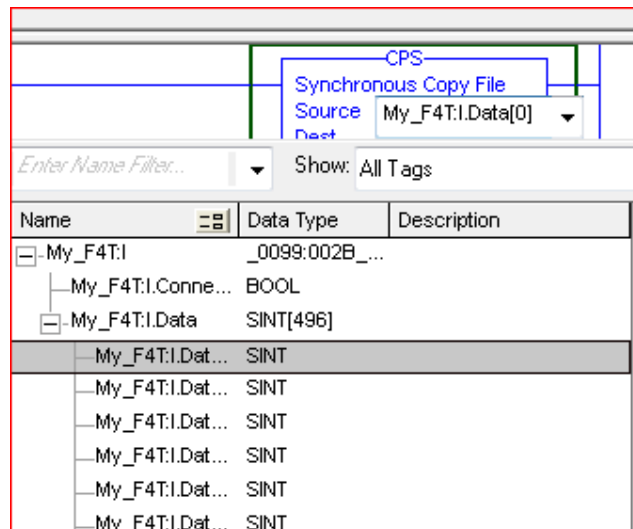 CPS
Synchronous Copy File
Source My_F4T:I.Data[0]
Dest
Enter Name Filter... Show: All Tags
Name Data Type Description
My_F4T:I _0099:002B_...
My_F4T:I.Conne... BOOL
My_F4T:I.Data SINT[496]
My_F4T:I.Dat... SINT
My_F4T:I.Dat... SINT
My_F4T:I.Dat... SINT
My_F4T:I.Dat... SINT
My_F4T:I.Dat... SINT
My_F4T:I.Dat... SINT